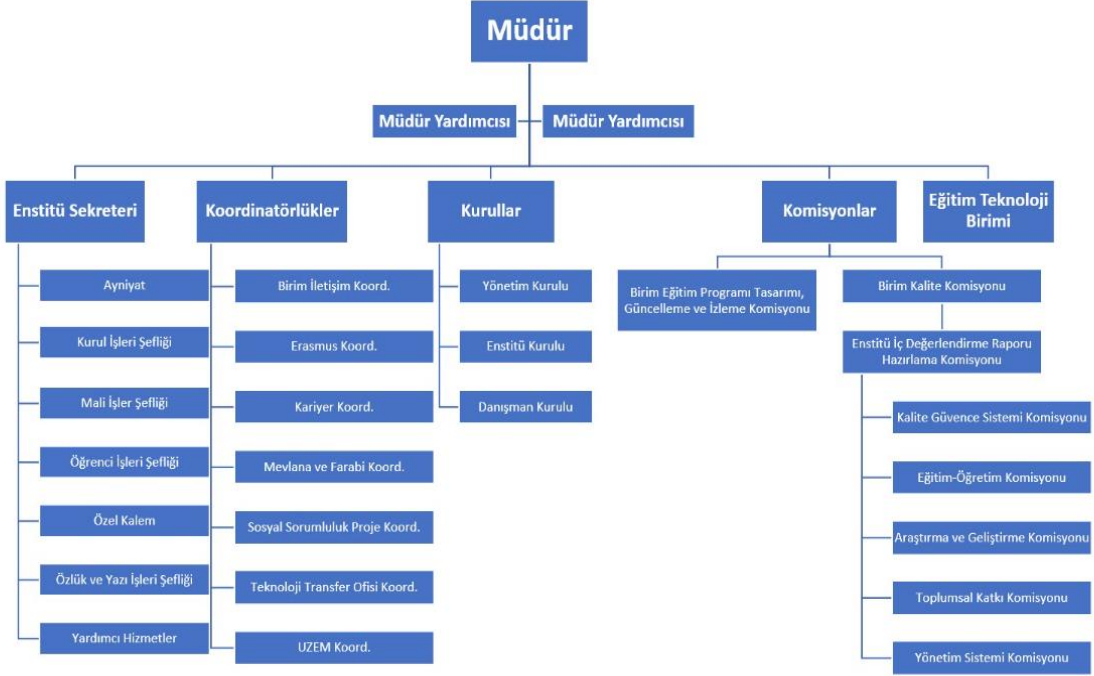 Müdür
Müdür Yardımcısı
Müdür Yardımcısı
Enstitü Sekreteri
Ayniyat
Kurul İşleri Şefliği
Mali İşler Şefliği
Öğrenci İşleri Şefliği
Özel Kalem
Özlük ve Yazı İşleri Şefliği
Yardımcı Hizmetler
Koordinatörlükler
Birim İletişim Koord.
Erasmus Koord.
Kariyer Koord.
Mevlana ve Farabi Koord.
Sosyal Sorumluluk Proje Koord.
Teknoloji Transfer Ofisi Koord.
UZEM Koord.
Kurullar
Yönetim Kurulu
Enstitü Kurulu
Danışman Kurulu
Komisyonlar
Birim Eğitim Programı Tasarımı,
Güncelleme ve İzleme Komisyonu
Birim Kalite Komisyonu
Enstitü İç Değerlendirme Raporu
Hazırlama Komisyonu
Kalite Güvence Sistemi Komisyonu
Eğitim-Öğretim Komisyonu
Araştırma ve Geliştirme Komisyonu
Toplumsal Katkı Komisyonu
Yönetim Sistemi Komisyonu
Eğitim Teknoloji
Birimi